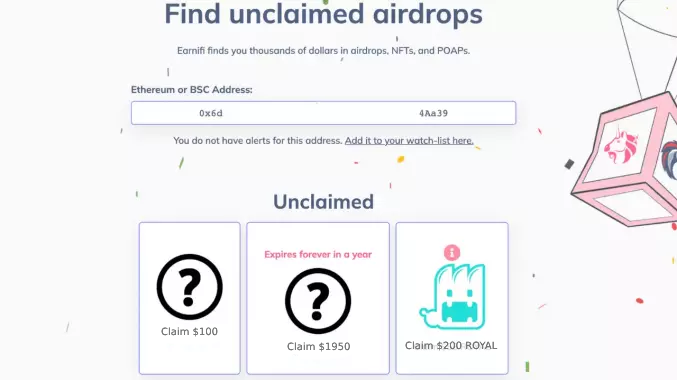 Find unclaimed airdrops
Earnifi finds you thousands of dollars in airdrops, NFTs, and POAPs.
Ethereum or BSC Address:
0x6d 4Aa39
You do not have alerts for this address. Add it to your watch-list here.
Unclaimed
Expires forever in a year
? ? i
Claim $100 Claim $1950 Claim $200 ROYAL